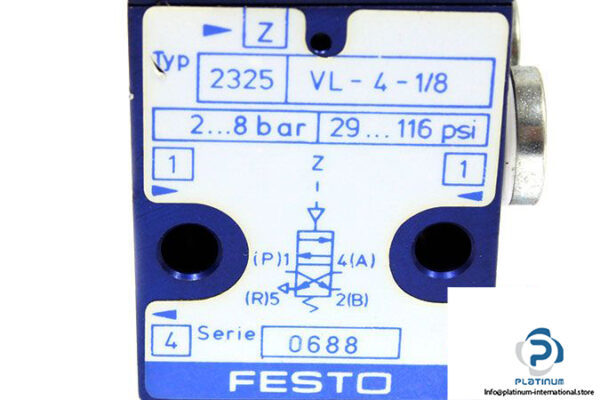 Z
Typ 2325 VL-4-1/8
2...8 bar 29...116 psi
1 1
Z
(P)1 4(A)
(R)5 2(B)
4 Serie 0688
FESTO
PLATINUM
Info@platinum-international.store